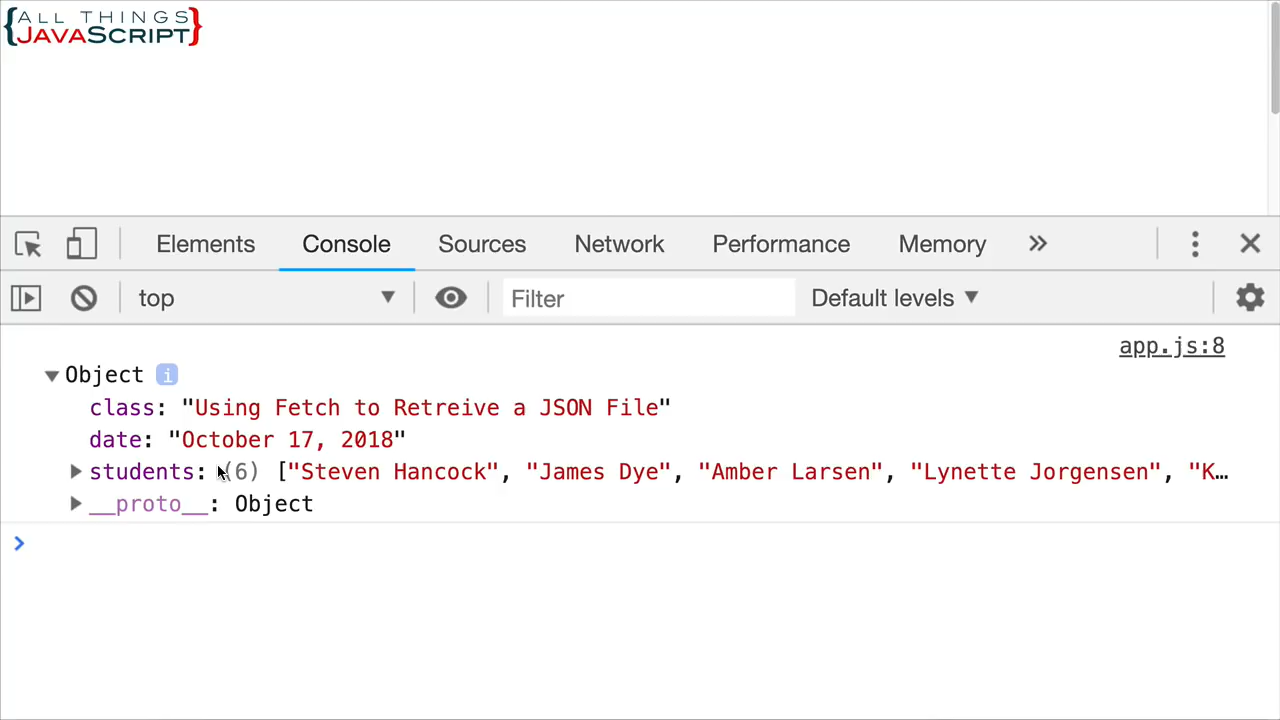 {ALL THINGS
JAVASCRIPT}
Elements Console Sources Network Performance Memory »
top Filter Default levels
app.js:8
Object i
class: "Using Fetch to Retreive a JSON File"
date: "October 17, 2018"
students: (6) ["Steven Hancock", "James Dye", "Amber Larsen", "Lynette Jorgensen", "K…
__proto__: Object
>